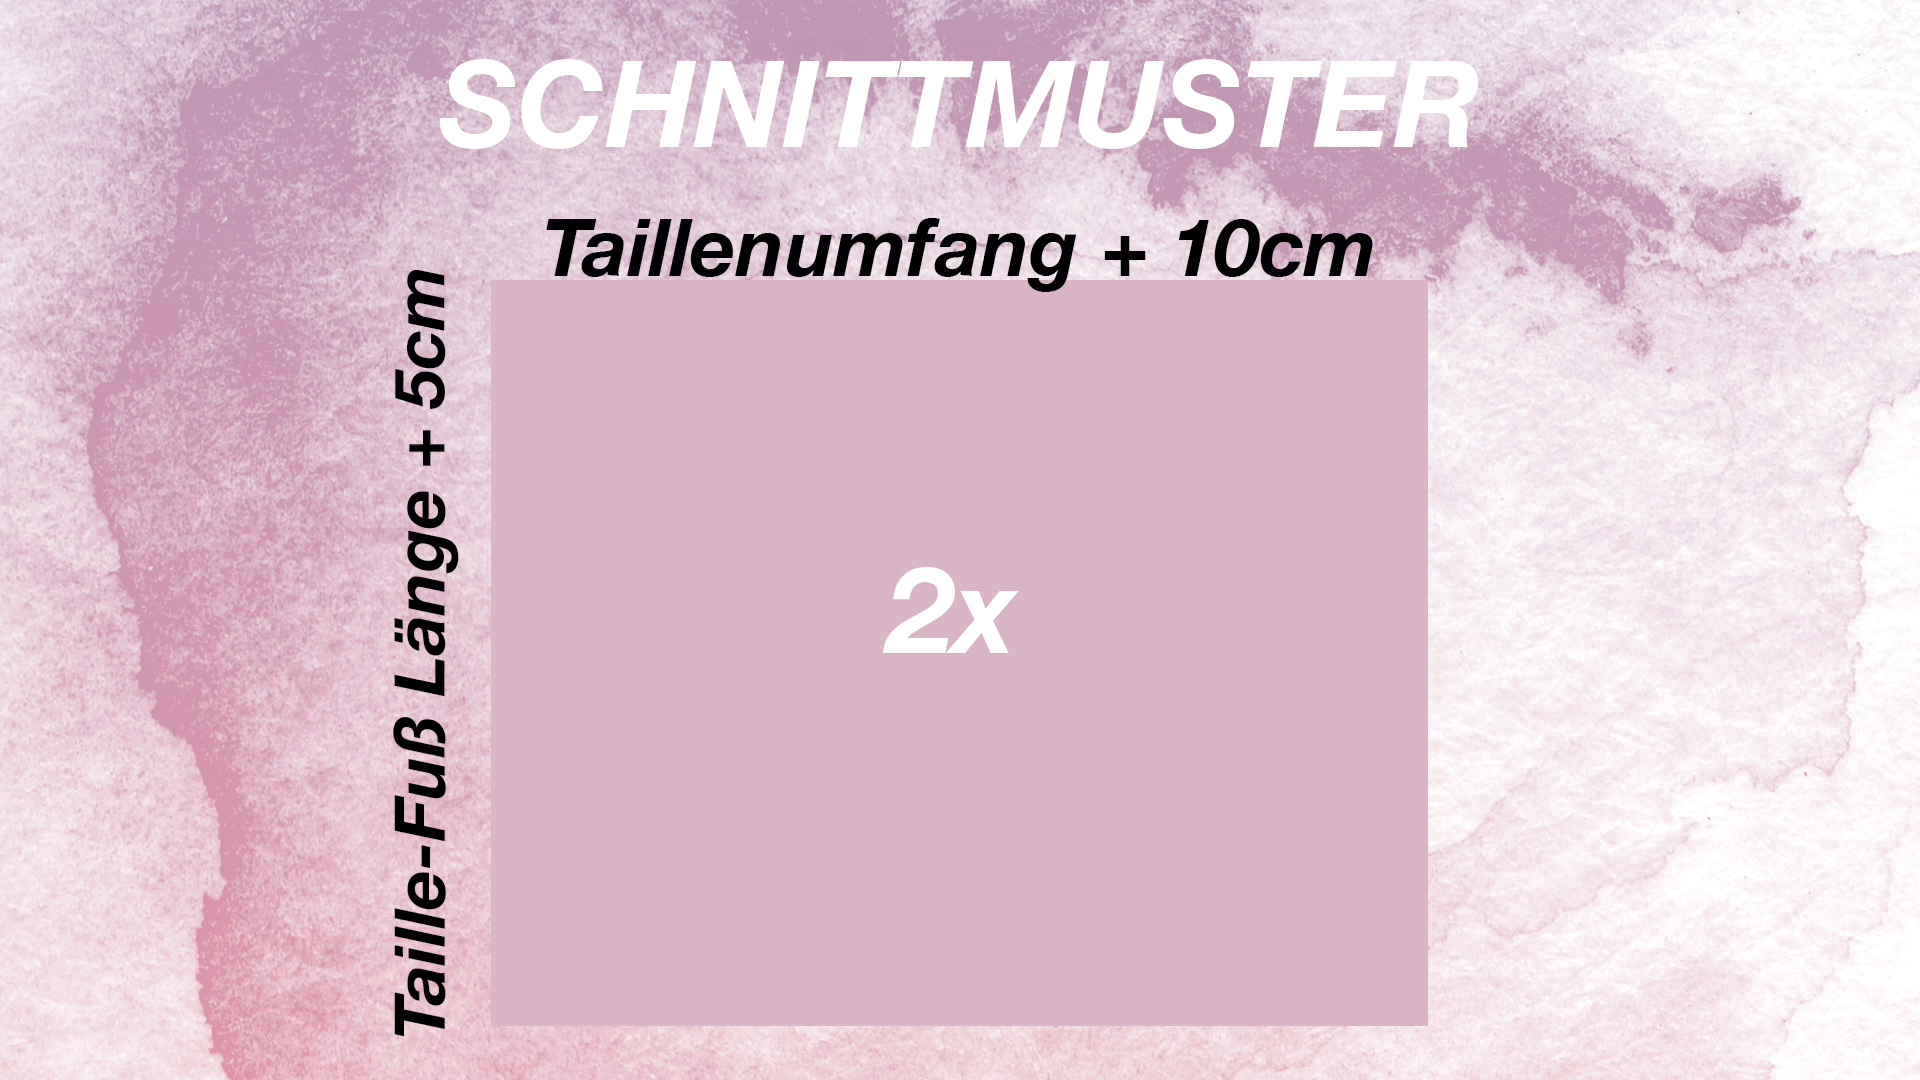 SCHNITTMUSTER
Taillenumfang + 10cm
Taille-Fuß Länge + 5cm
2x